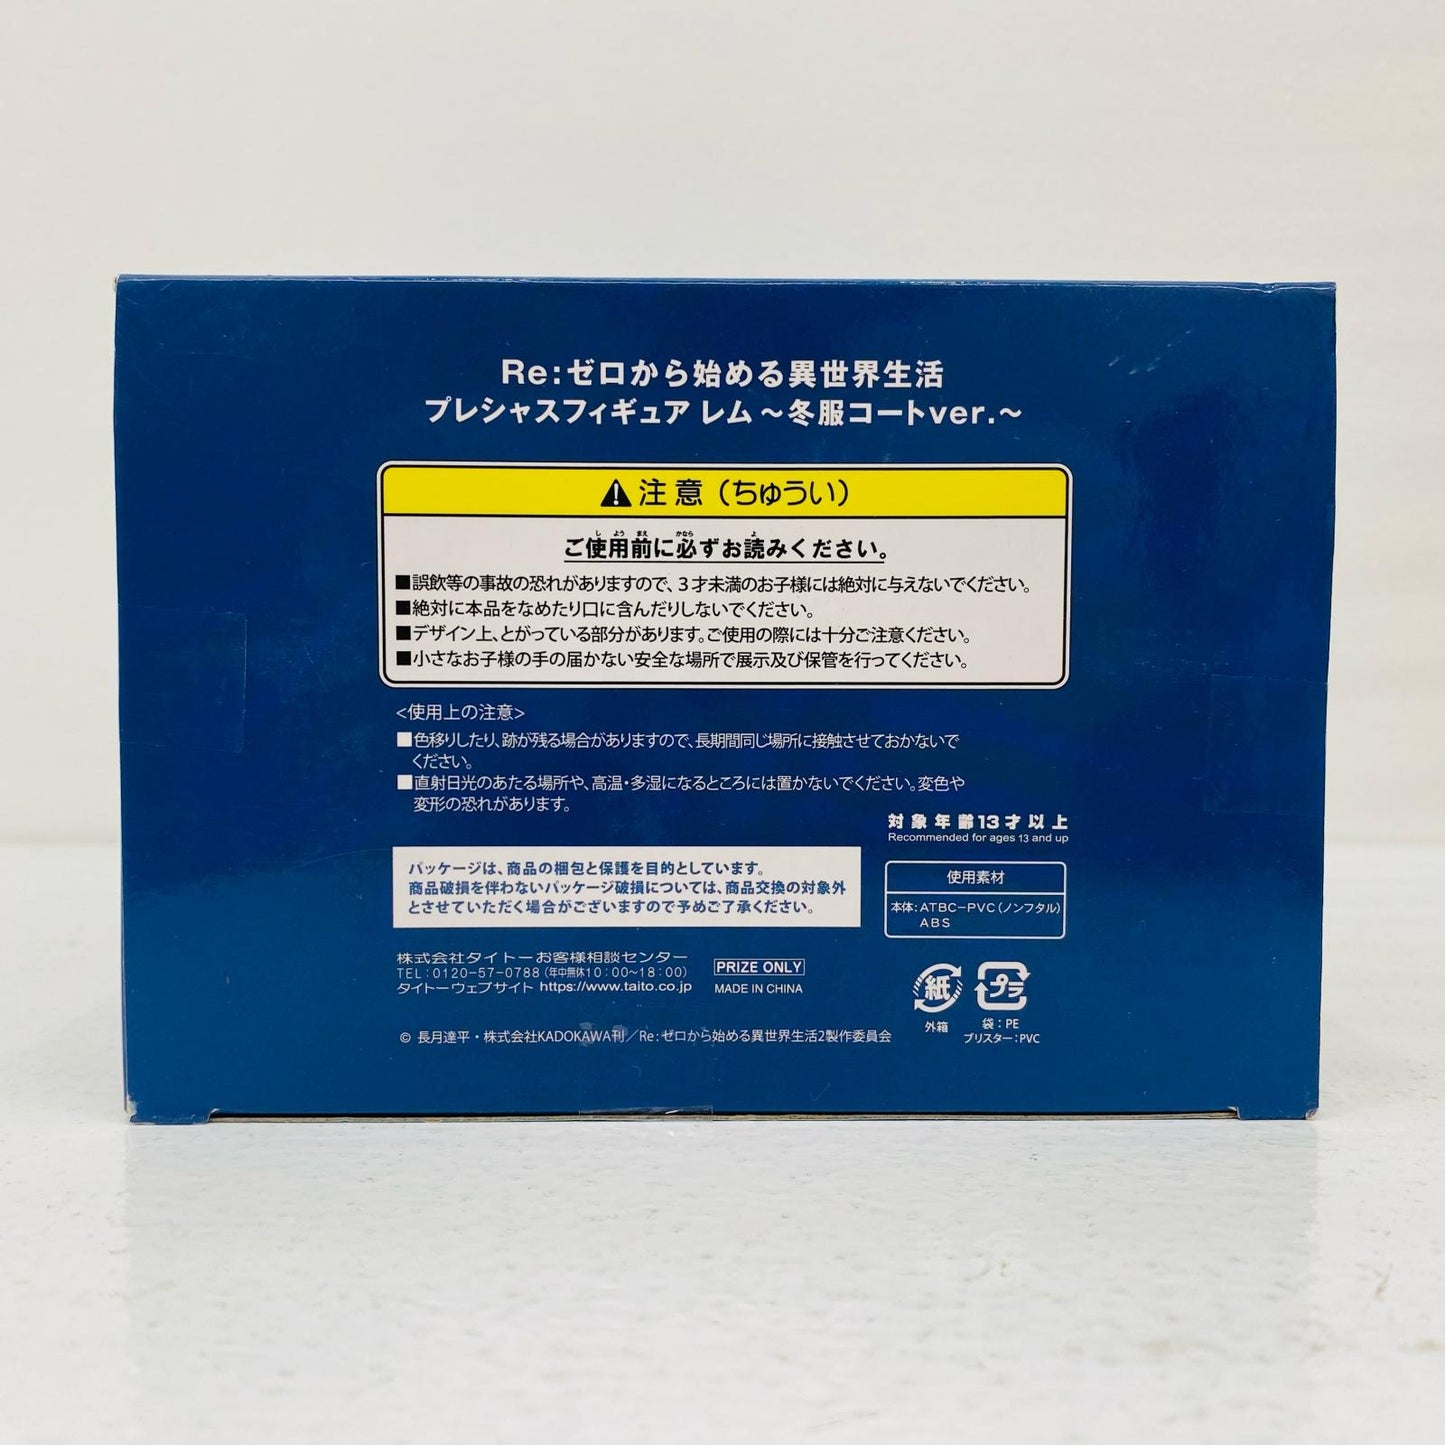 Re:ゼロから始める異世界生活
プレシャスフィギュア レム ～冬服コートver.～
注意（ちゅうい）
ご使用前に必ずお読みください。
■誤飲等の事故の恐れがありますので、3才未満のお子様には絶対に与えないでください。
■絶対に本品をなめたり口に含んだりしないでください。
■デザイン上、とがっている部分があります。ご使用の際には十分ご注意ください。
■小さなお子様の手の届かない安全な場所で展示及び保管を行ってください。
<使用上の注意>
■色移りしたり、跡が残る場合がありますので、長期間同じ場所に接触させておかないで
ください。
■直射日光のあたる場所や、高温・多湿になるところには置かないでください。変色や
変形の恐れがあります。
対象年齢13才以上
Recommended for ages 13 and up
パッケージは、商品の梱包と保護を目的としています。
商品破損を伴わないパッケージ破損については、商品交換の対象外
とさせていただく場合がございますので予めご了承ください。
使用素材
本体：ATBC-PVC（ノンフタル）
ABS
株式会社タイトーお客様相談センター
TEL：0120-57-0788（年中無休10：00～18：00）
タイトーウェブサイト https://www.taito.co.jp
PRIZE ONLY
MADE IN CHINA
紙
外箱
プラ
袋：PE
ブリスター：PVC
© 長月達平・株式会社KADOKAWA刊／Re：ゼロから始める異世界生活2製作委員会